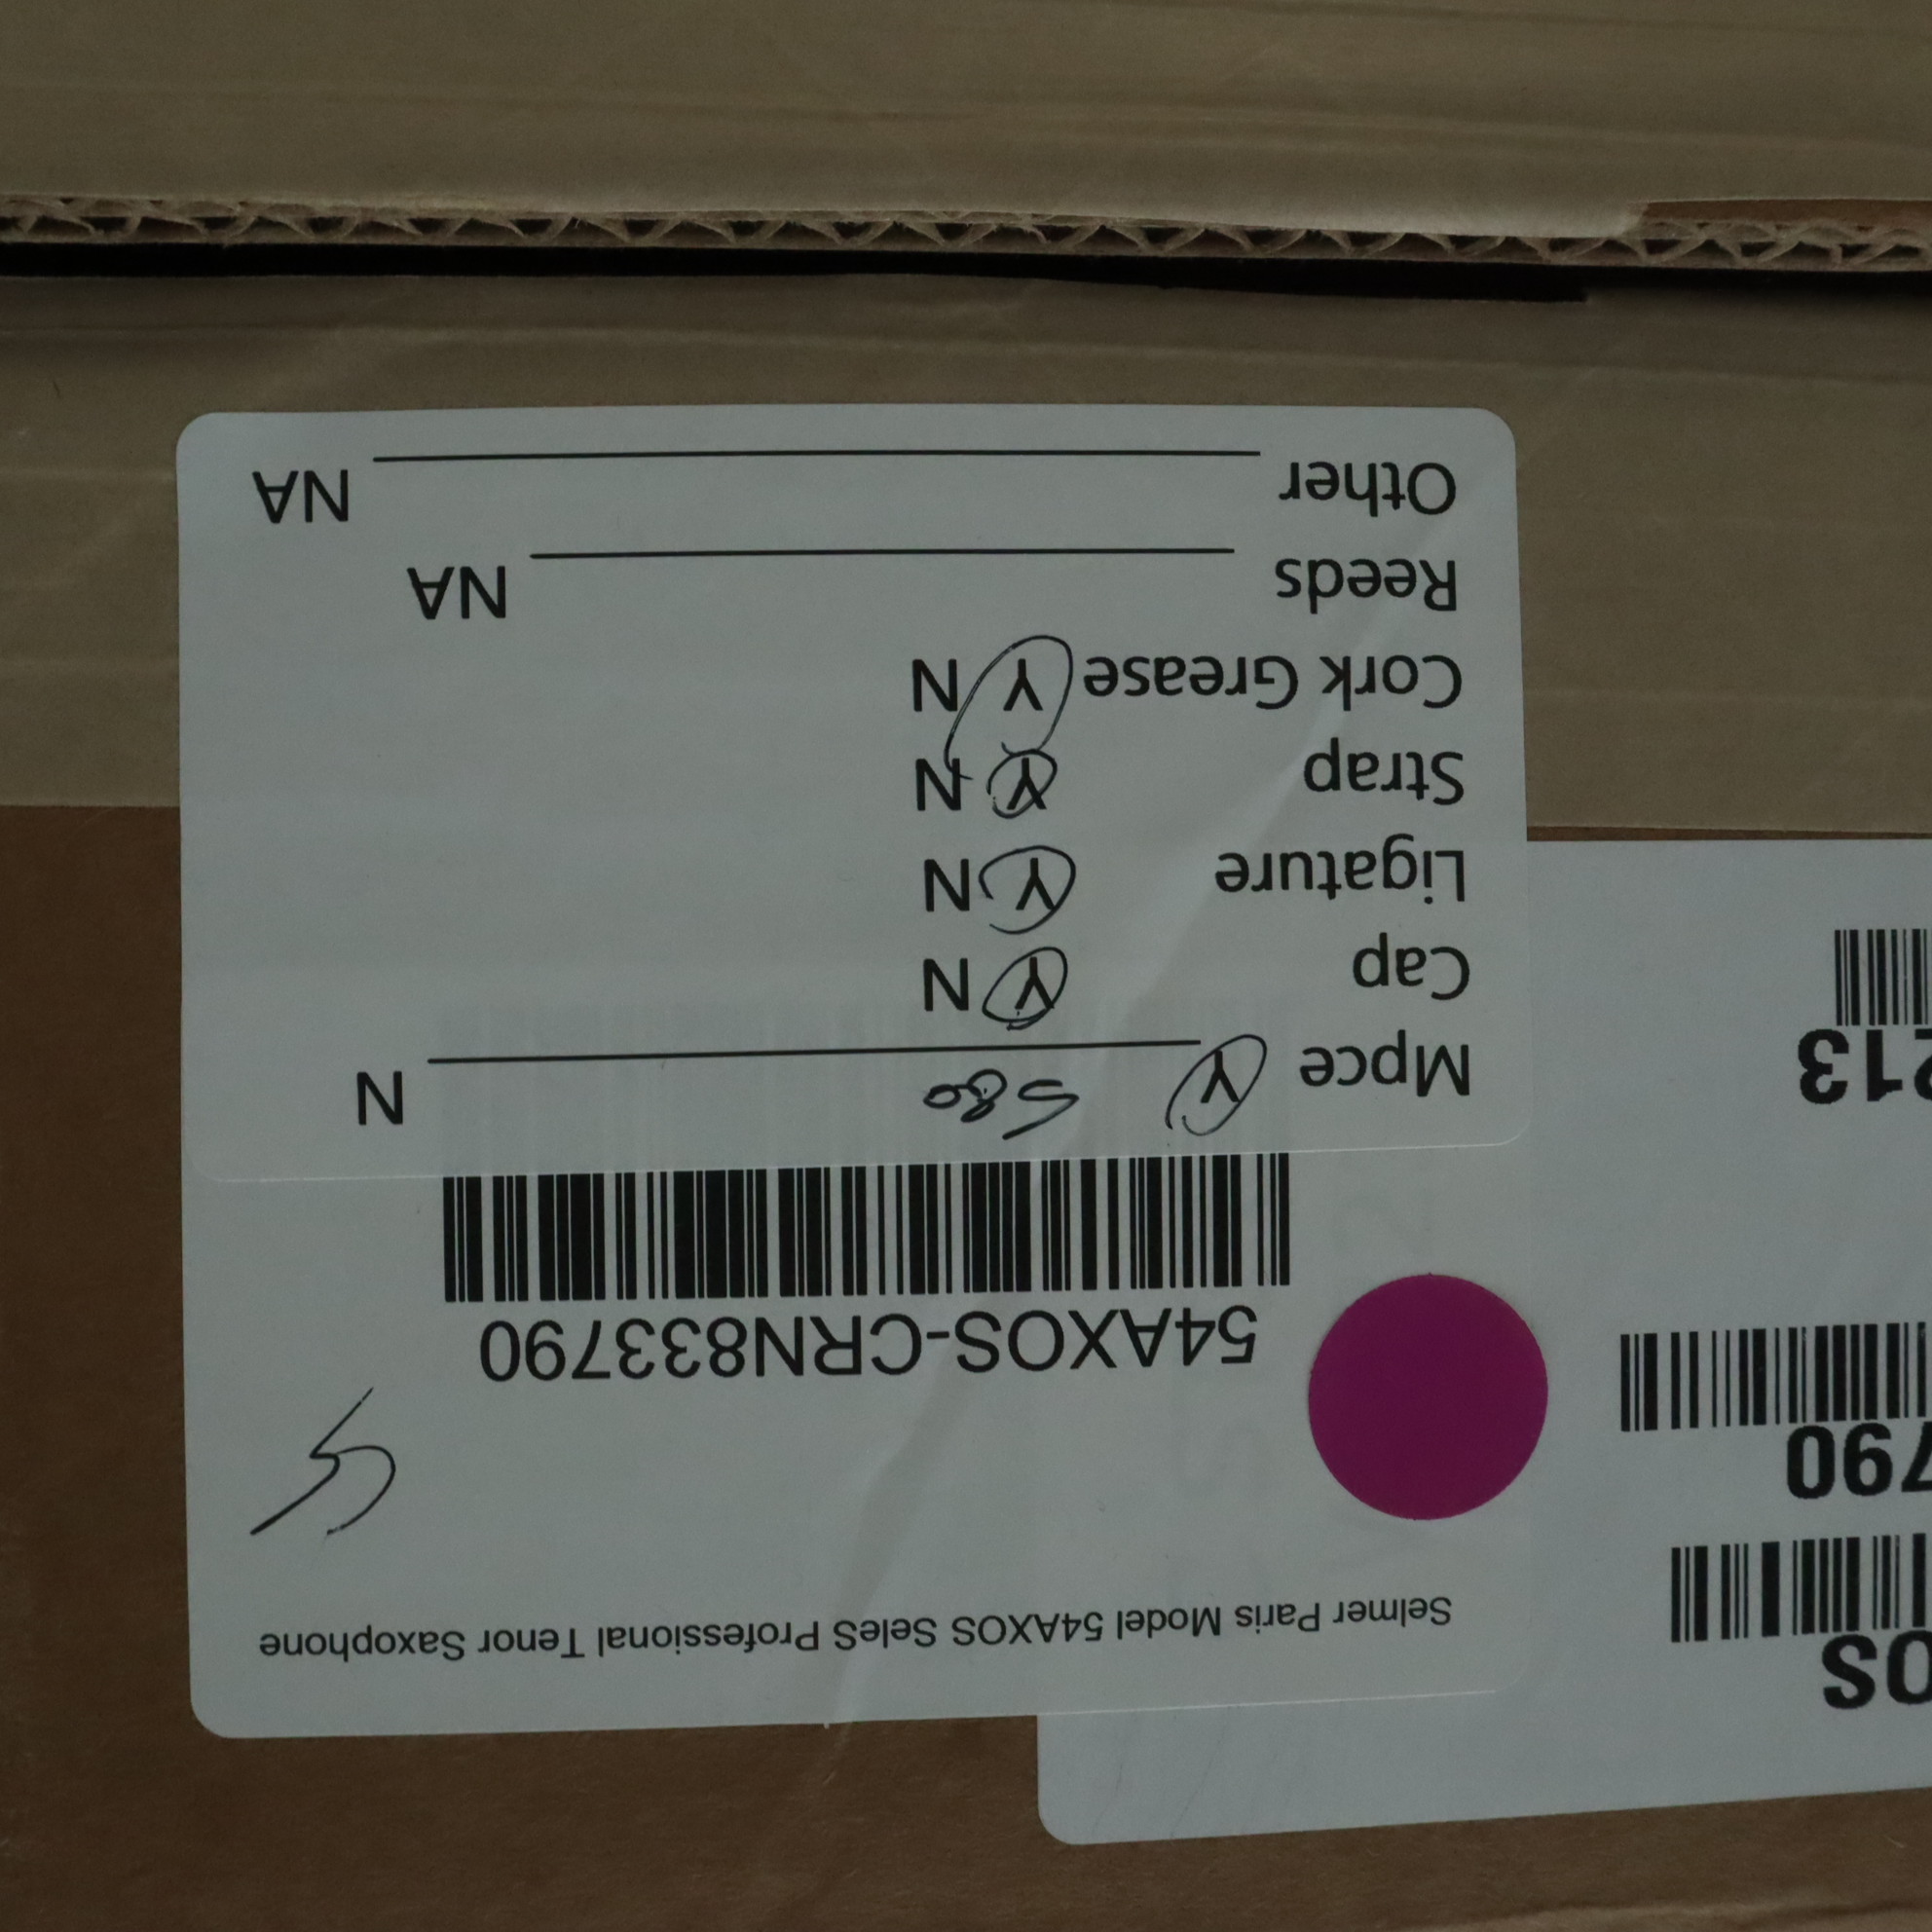 Selmer Paris Model 54AXOS SeleS Professional Tenor Saxophone
54AXOS-CRN833790
Mpce Y S80 N
Cap Y N
Ligature Y N
Strap Y N
Cork Grease Y N
Reeds NA
Other NA
OS
790
213